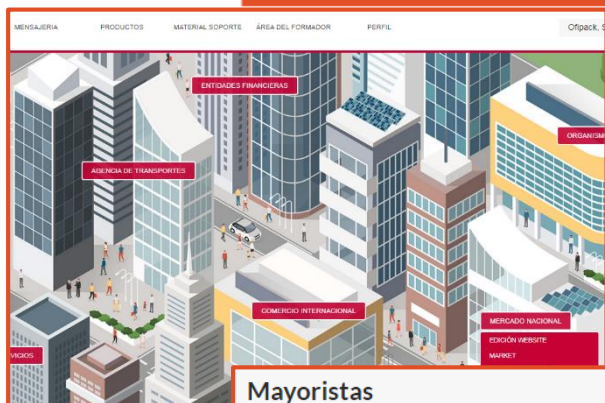 MENSAJERIA PRODUCTOS MATERIAL SOPORTE ÁREA DEL FORMADOR PERFIL Ofipack, S
ENTIDADES FINANCIERAS
ORGANISM
AGENCIA DE TRANSPORTES
COMERCIO INTERNACIONAL
MERCADO NACIONAL
EDICIÓN WEBSITE
MARKET
VICIOS
Mayoristas